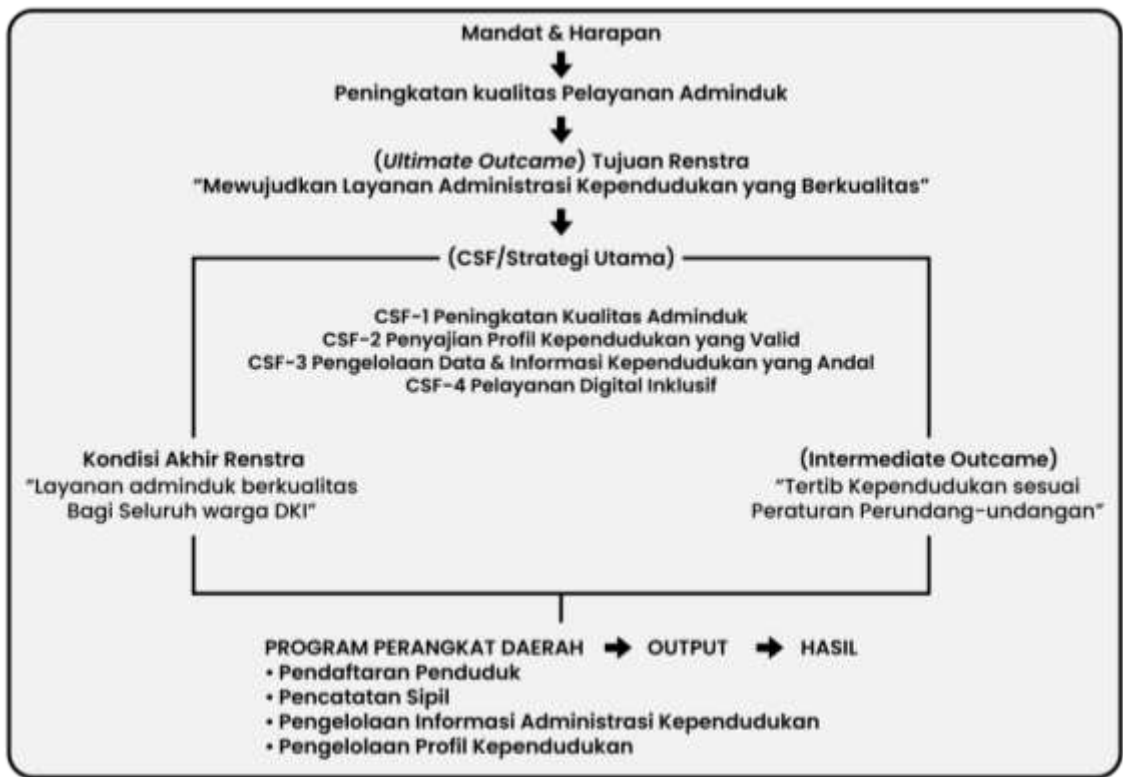 Mandat & Harapan
Peningkatan kualitas Pelayanan Adminduk
(Ultimate Outcame) Tujuan Renstra
"Mewujudkan Layanan Administrasi Kependudukan yang Berkualitas"
(CSF/Strategi Utama)
CSF-1 Peningkatan Kualitas Adminduk
CSF-2 Penyajian Profil Kependudukan yang Valid
CSF-3 Pengelolaan Data & Informasi Kependudukan yang Andal
CSF-4 Pelayanan Digital Inklusif
Kondisi Akhir Renstra
"Layanan adminduk berkualitas
Bagi Seluruh warga DKI"
(Intermediate Outcome)
"Tertib Kependudukan sesuai
Peraturan Perundang-undangan"
PROGRAM PERANGKAT DAERAH ➔ OUTPUT ➔ HASIL
• Pendaftaran Penduduk
• Pencatatan Sipil
• Pengelolaan Informasi Administrasi Kependudukan
• Pengelolaan Profil Kependudukan